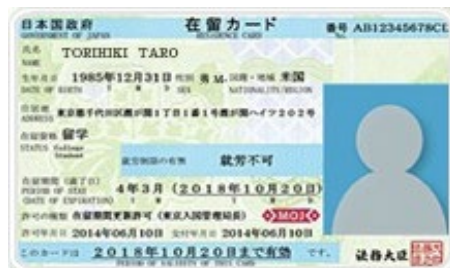 日本国政府 在留カード 番号 AB12345678CD
GOVERNMENT OF JAPAN RESIDENCE CARD No.
氏名 TORIHIKI TARO
NAME
生年月日 1985年12月31日 性別 男 M. 国籍・地域 米国
DATE OF BIRTH Y M D SEX NATIONALITY/REGION
住居地 東京都千代田区霞が関1丁目1番1号霞が関ハイツ202号
ADDRESS
在留資格 留学
STATUS College
Student
就労制限の有無 就労不可
在留期間(満了日) 4年3月(2018年10月20日)
PERIOD OF STAY
(DATE OF EXPIRATION) Y M Y M D
許可の種類 在留期間更新許可(東京入国管理局長) MOJ
許可年月日 2014年06月10日 交付年月日 2014年06月10日
このカードは 2018年10月20日まで有効 です。
PERIOD OF VALIDITY OF THIS CARD
法務大臣